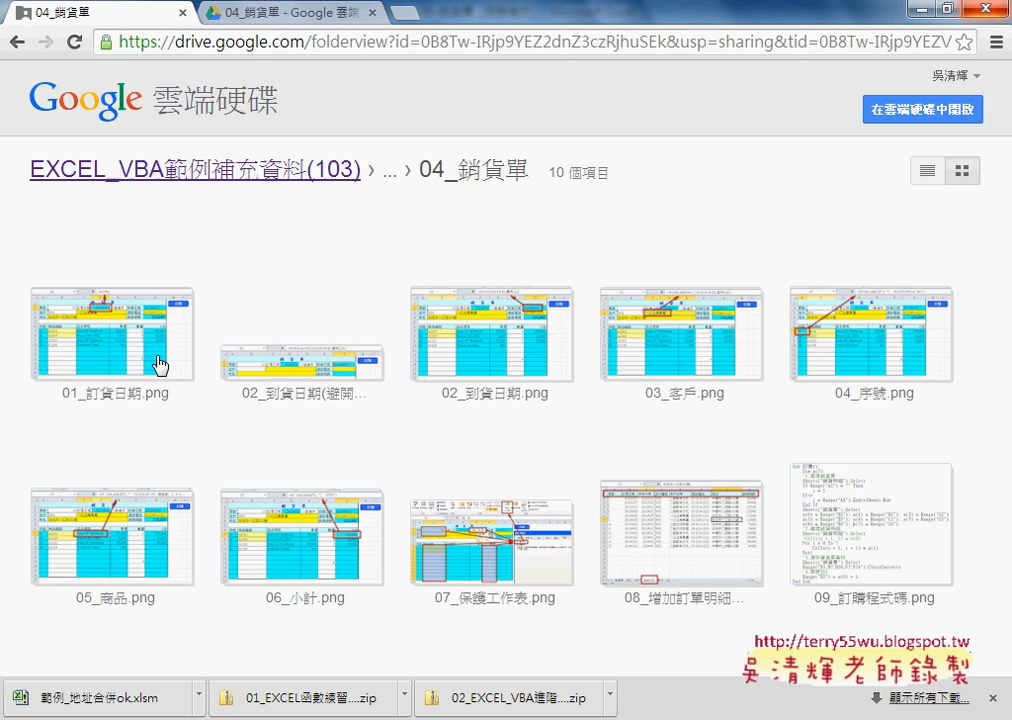 04_銷貨單
04_銷貨單 - Google 雲端
https://drive.google.com/folderview?id=0B8Tw-IRjp9YEZ2dnZ3czRjhuSEk&usp=sharing&tid=0B8Tw-IRjp9YEZV
吳清輝
Google 雲端硬碟
在雲端硬碟中開啟
EXCEL_VBA範例補充資料(103) › ... › 04_銷貨單 10 個項目
01_訂貨日期.png
02_到貨日期(避開...
02_到貨日期.png
03_客戶.png
04_序號.png
05_商品.png
06_小計.png
07_保護工作表.png
08_增加訂單明細...
09_訂購程式碼.png
http://terry55wu.blogspot.tw
吳清輝老師錄製
範例_地址合併ok.xlsm
01_EXCEL函數練習....zip
02_EXCEL_VBA進階....zip
顯示所有下載...